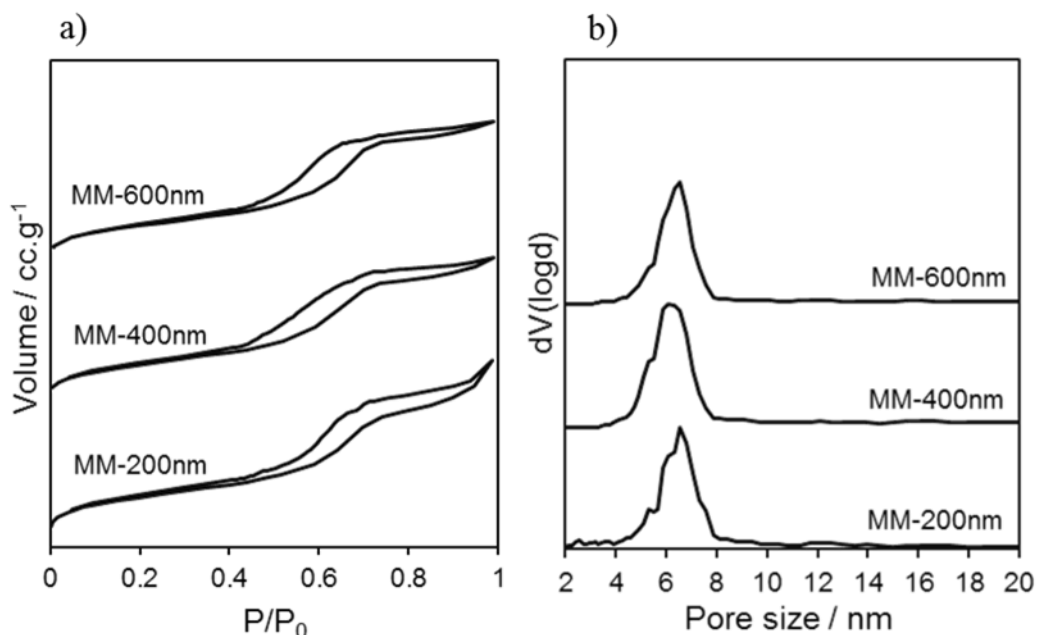 a)
Volume / cc.g⁻¹
MM-600nm
MM-400nm
MM-200nm
0 0.2 0.4 0.6 0.8 1
P/P₀
b)
dV(logd)
MM-600nm
MM-400nm
MM-200nm
2 4 6 8 10 12 14 16 18 20
Pore size / nm